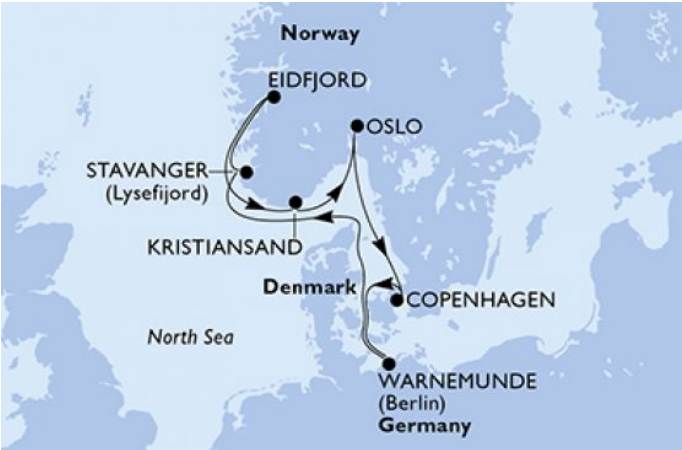 Norway
EIDFJORD
OSLO
STAVANGER
(Lysefijord)
KRISTIANSAND
Denmark
COPENHAGEN
North Sea
WARNEMUNDE
(Berlin)
Germany